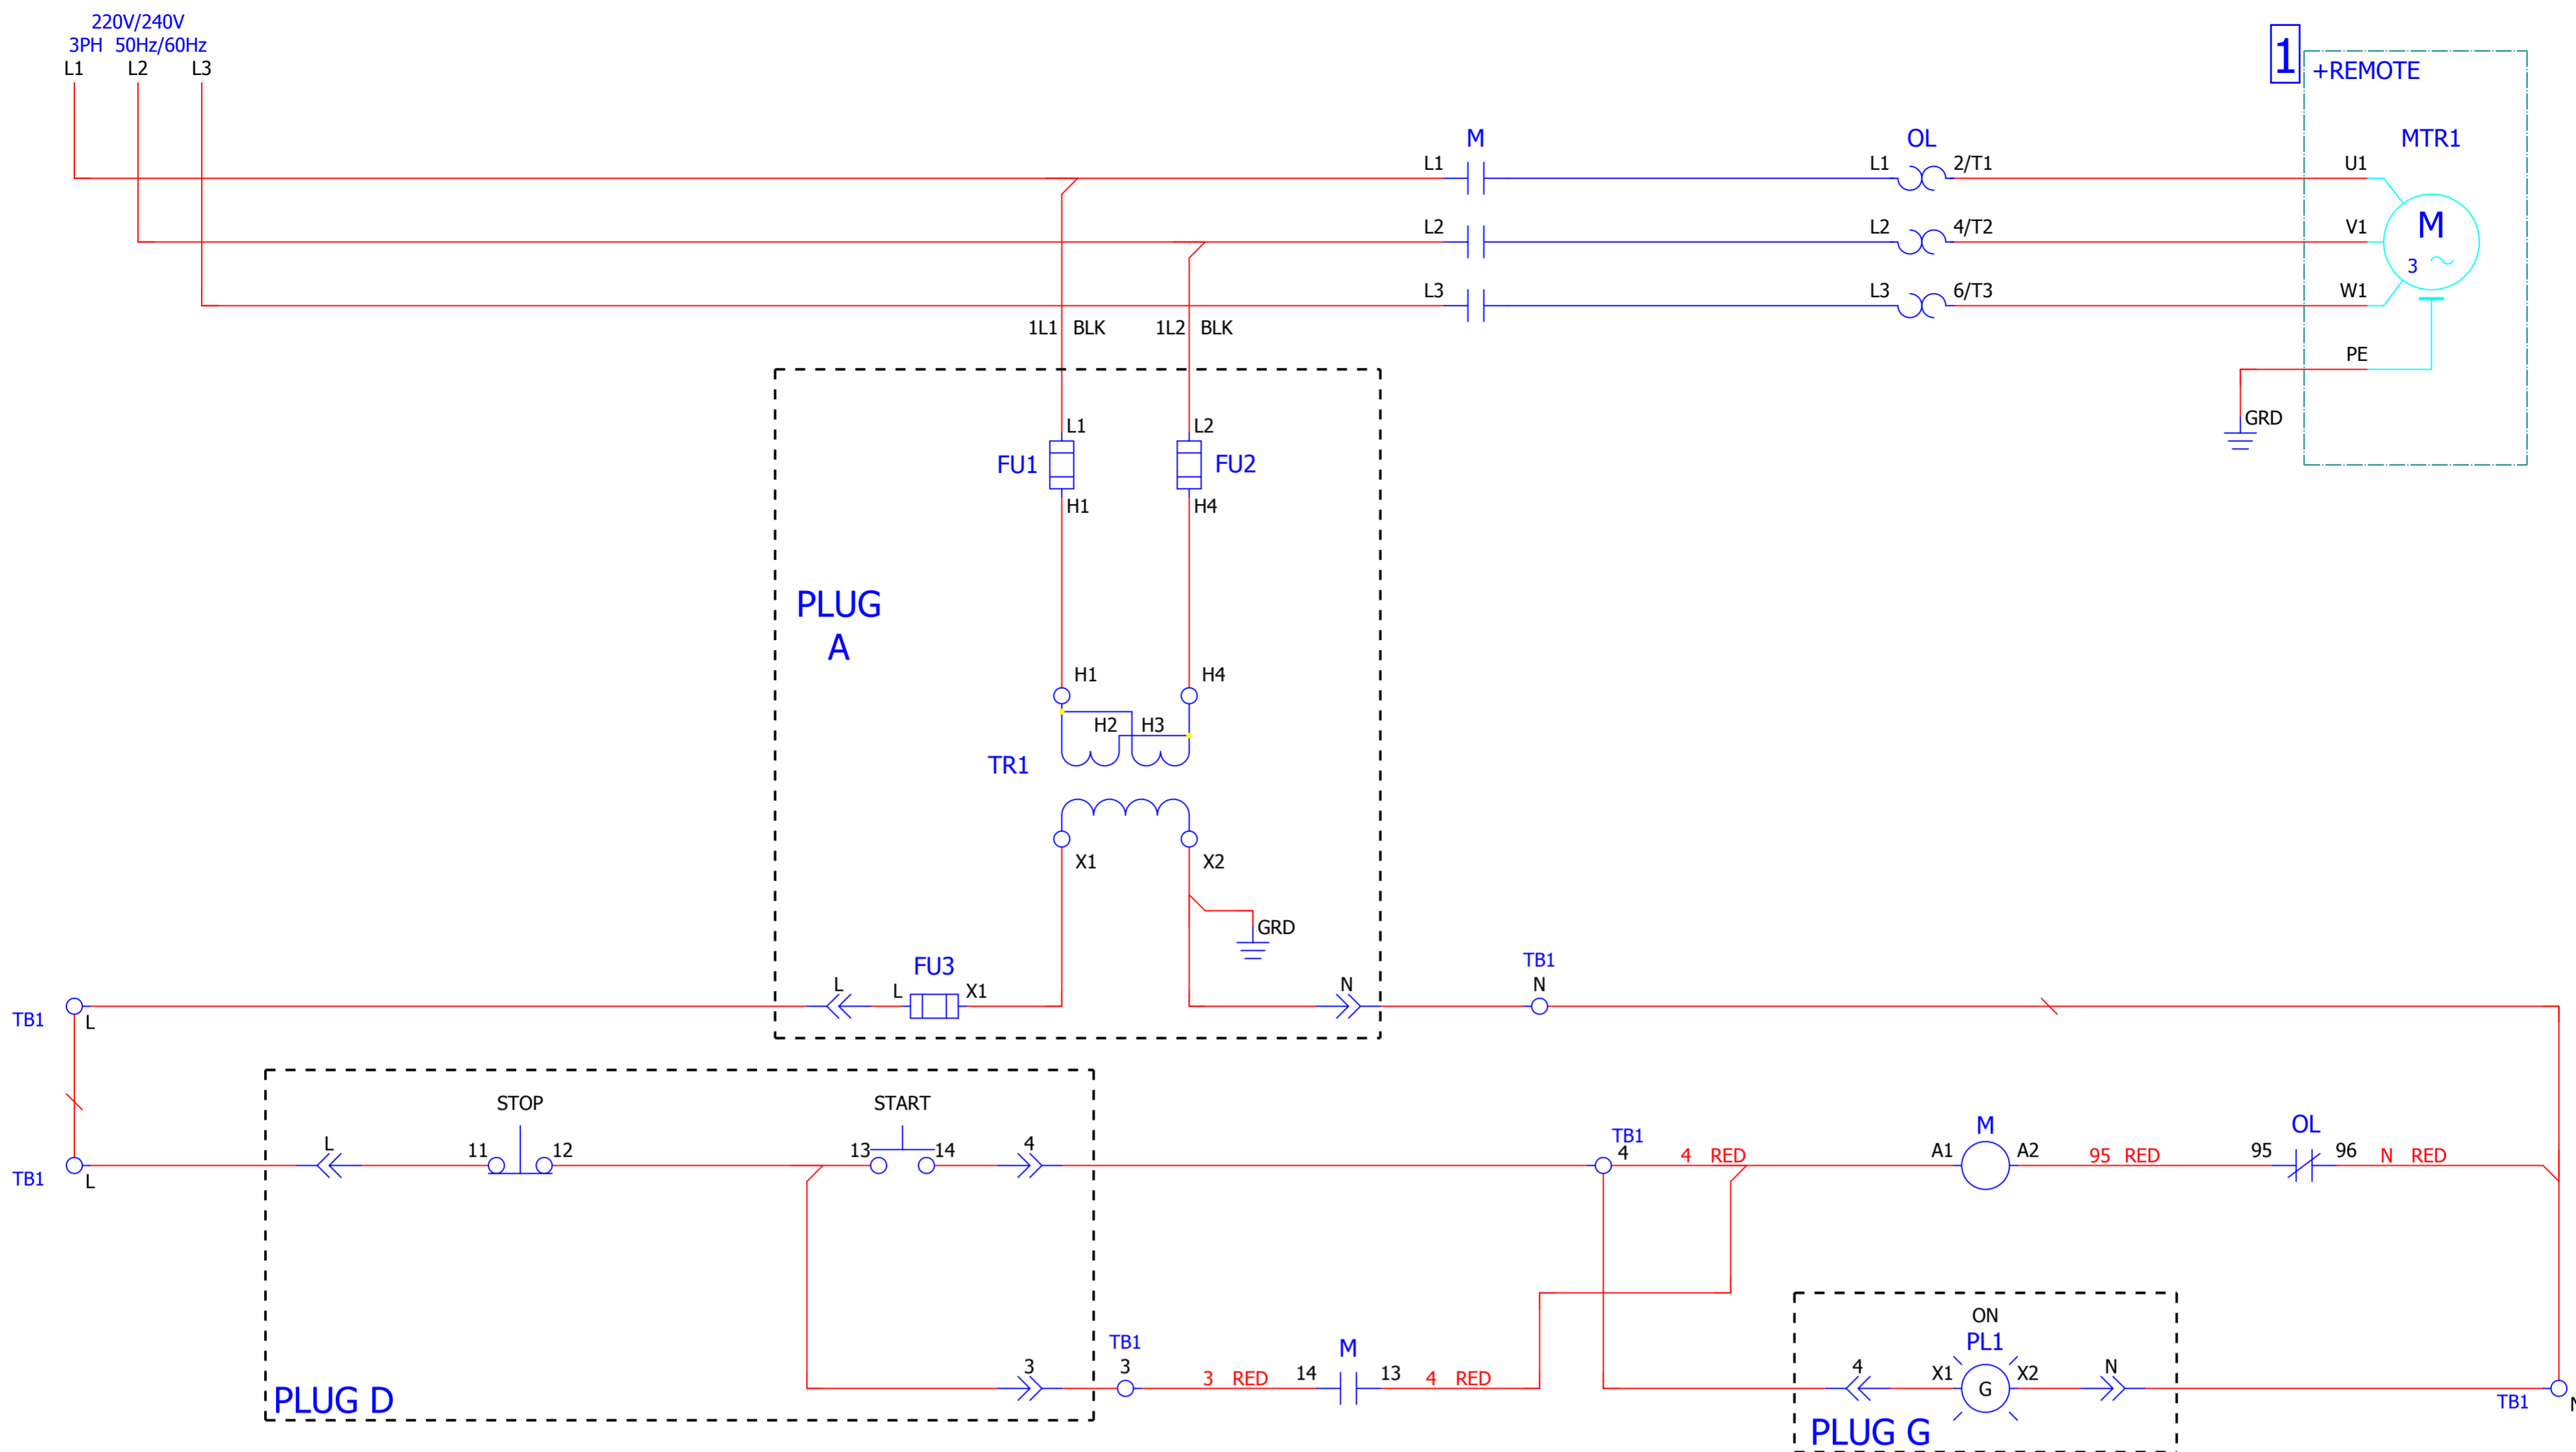 220V/240V
3PH 50Hz/60Hz
L1 L2 L3
1
+REMOTE
M OL MTR1
L1 L1 2/T1 U1
L2 L2 4/T2 V1
M
3
L3 L3 6/T3 W1
1L1 BLK 1L2 BLK
PE
GRD
L1 L2
FU1 FU2
H1 H4
PLUG
A
H1 H4
H2 H3
TR1
X1 X2
GRD
FU3
L L X1 N
TB1
N
TB1 L
STOP START
L 11 12 13 14 4
TB1 L
TB1
4
4 RED
M
A1 A2
95 RED
OL
95 96
N RED
PLUG D
3
TB1
3
3 RED
M
14 13
4 RED
ON
PL1
4 X1 G X2 N
PLUG G
TB1